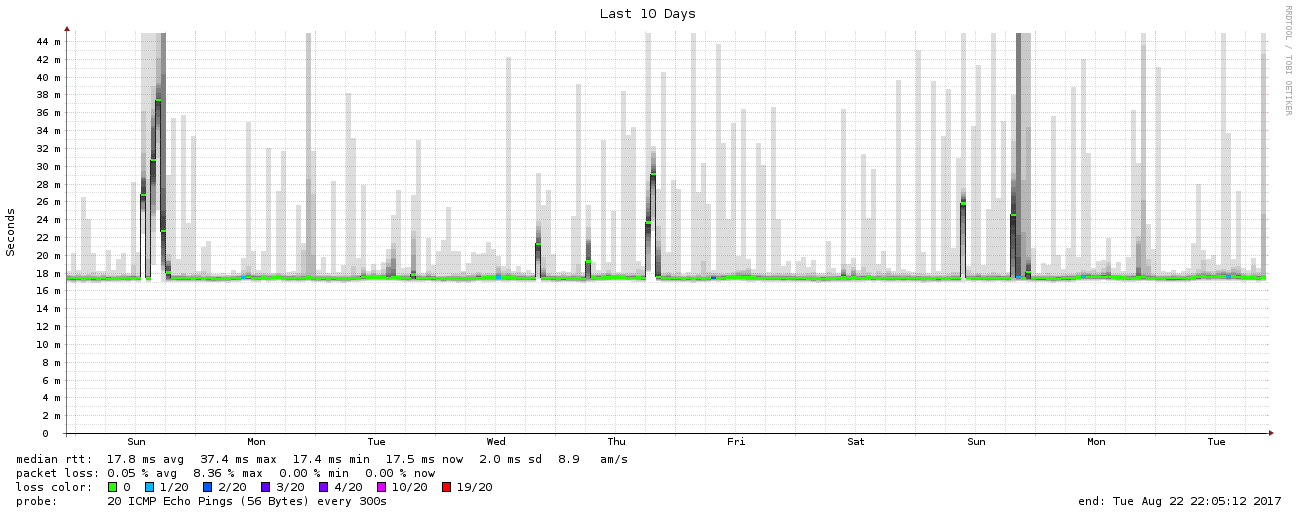 Last 10 Days
RRDTOOL / TOBI OETIKER
Seconds
44 m
42 m
40 m
38 m
36 m
34 m
32 m
30 m
28 m
26 m
24 m
22 m
20 m
18 m
16 m
14 m
12 m
10 m
8 m
6 m
4 m
2 m
0
Sun Mon Tue Wed Thu Fri Sat Sun Mon Tue
median rtt: 17.8 ms avg 37.4 ms max 17.4 ms min 17.5 ms now 2.0 ms sd 8.9 am/s
packet loss: 0.05 % avg 8.36 % max 0.00 % min 0.00 % now
loss color: 0 1/20 2/20 3/20 4/20 10/20 19/20
probe: 20 ICMP Echo Pings (56 Bytes) every 300s end: Tue Aug 22 22:05:12 2017